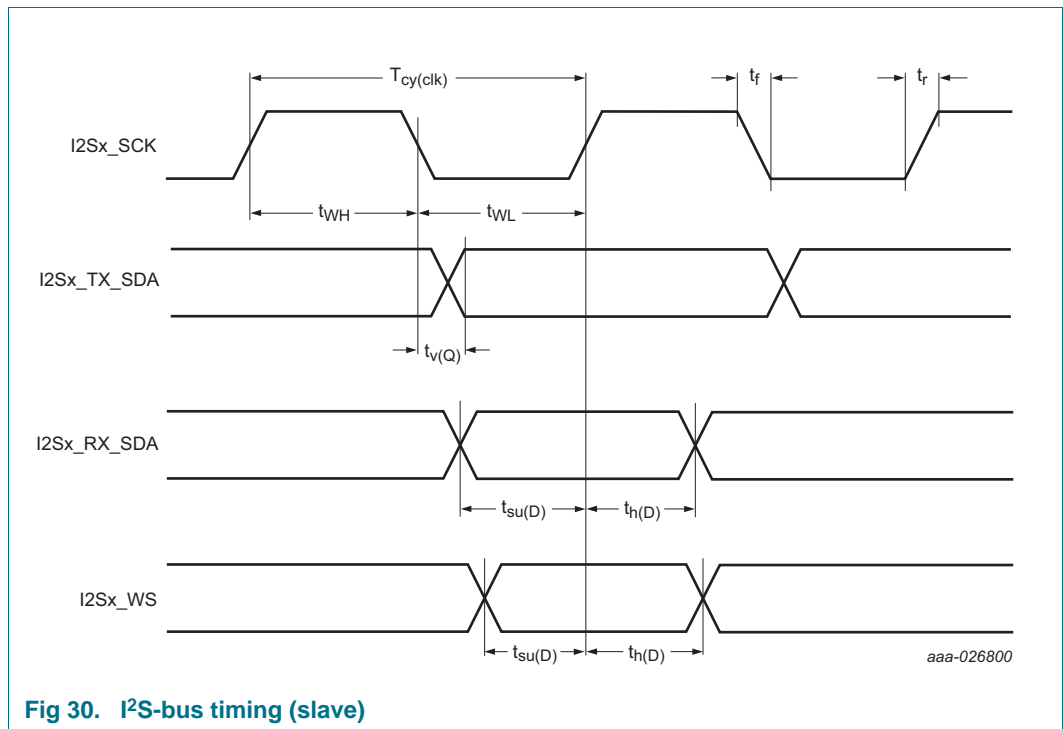 T_cy(clk) t_f t_r
I2Sx_SCK
t_WH t_WL
I2Sx_TX_SDA
t_v(Q)
I2Sx_RX_SDA
t_su(D) t_h(D)
I2Sx_WS
t_su(D) t_h(D)
aaa-026800
Fig 30. I²S-bus timing (slave)